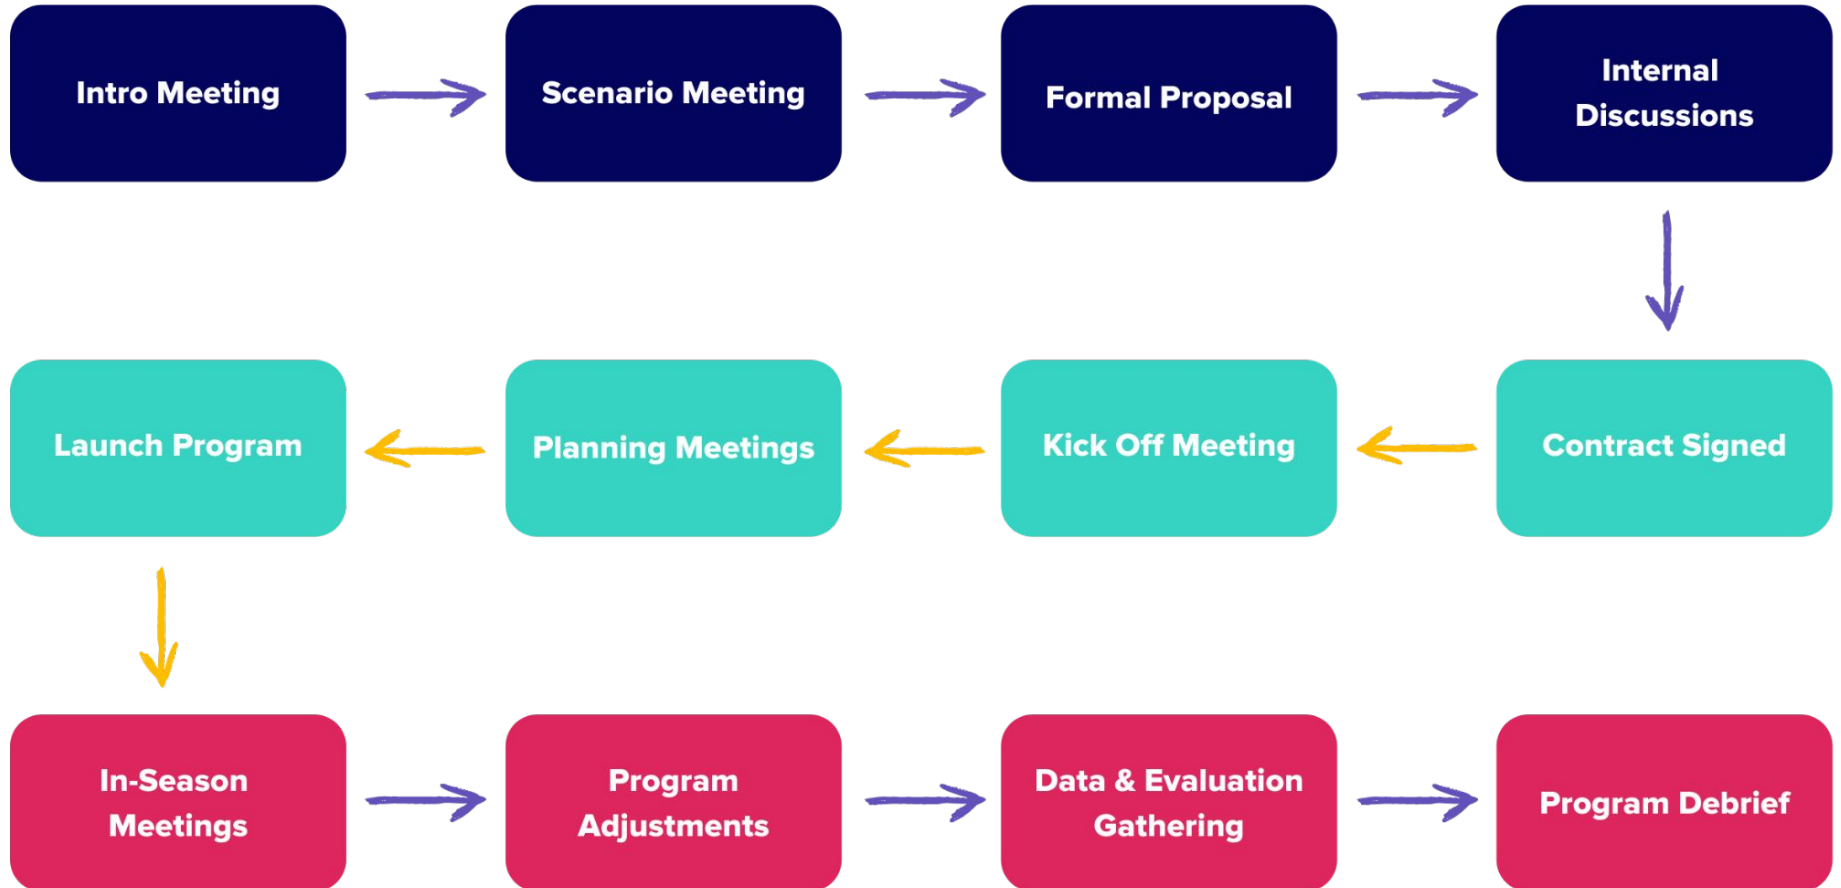 Intro Meeting
Scenario Meeting
Formal Proposal
Internal
Discussions
Contract Signed
Kick Off Meeting
Planning Meetings
Launch Program
In-Season
Meetings
Program
Adjustments
Data & Evaluation
Gathering
Program Debrief